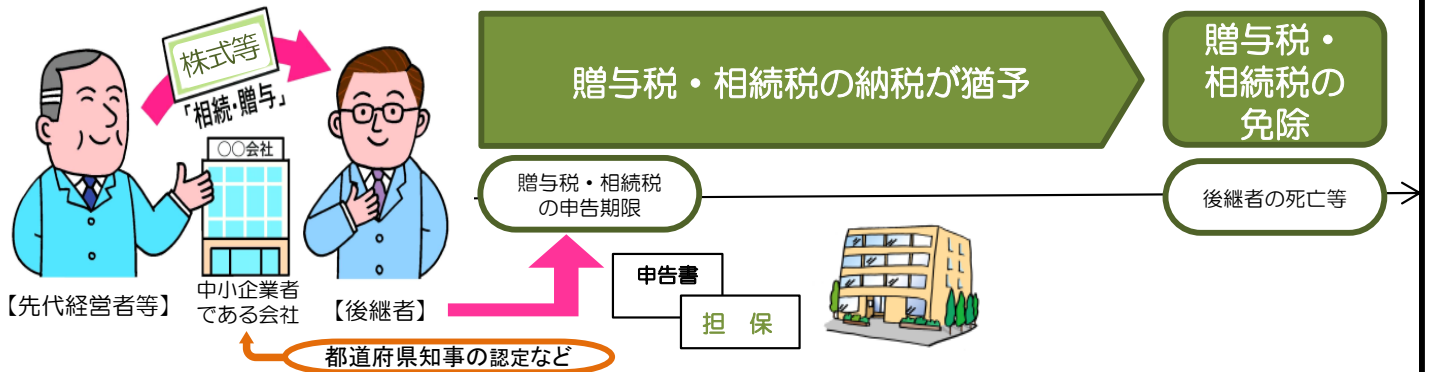 株式等
「相続・贈与」
〇〇会社
【先代経営者等】
中小企業者
である会社
【後継者】
都道府県知事の認定など
贈与税・相続税の納税が猶予
贈与税・
相続税の
免除
贈与税・相続税
の申告期限
後継者の死亡等
申告書
担　保